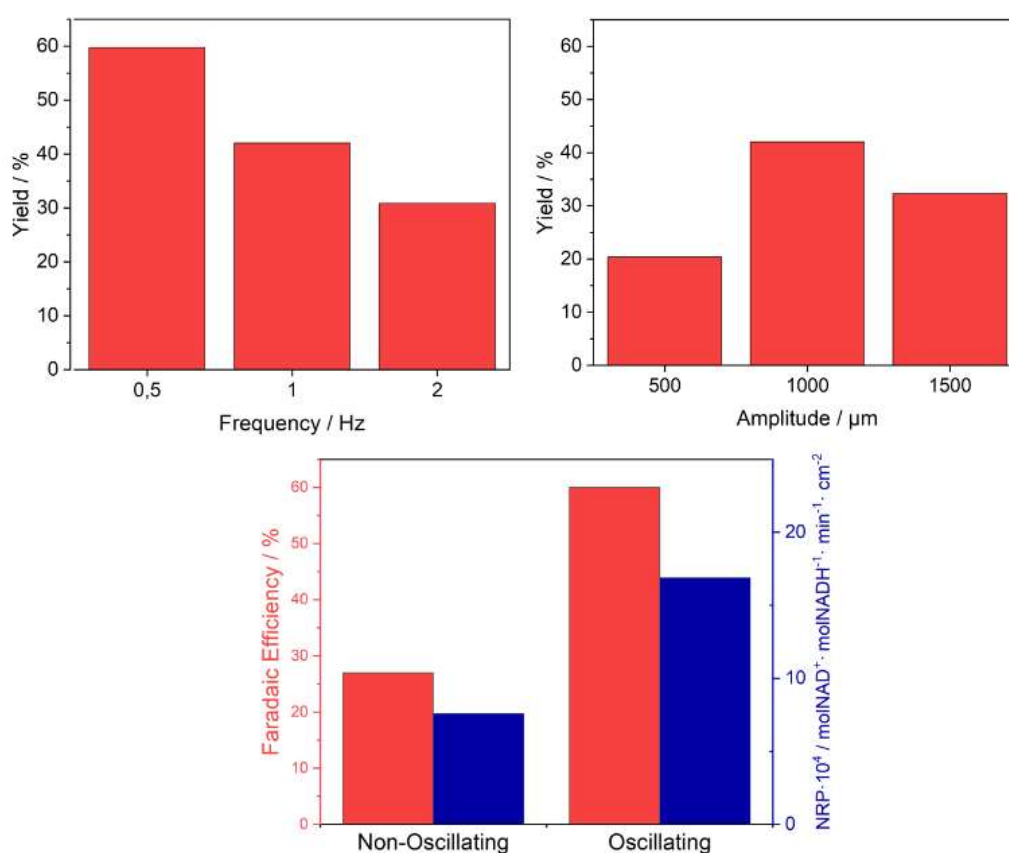 60
50
40
30
20
10
0
Yield / %
0,5 1 2
Frequency / Hz
60
50
40
30
20
10
0
Yield / %
500 1000 1500
Amplitude / µm
60
50
40
30
20
10
0
Faradaic Efficiency / %
20
10
0
NRP·10⁴ / molNAD⁺· molNADH⁻¹· min⁻¹· cm⁻²
Non-Oscillating Oscillating